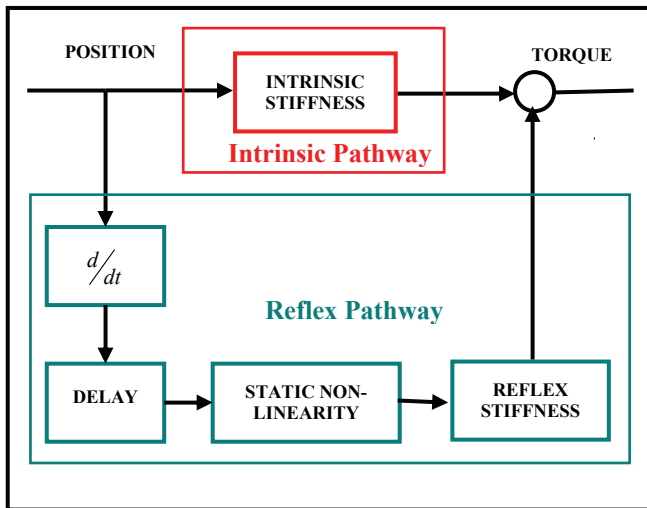 POSITION
TORQUE
INTRINSIC
STIFFNESS
Intrinsic Pathway
d/dt
Reflex Pathway
DELAY
STATIC NON-
LINEARITY
REFLEX
STIFFNESS